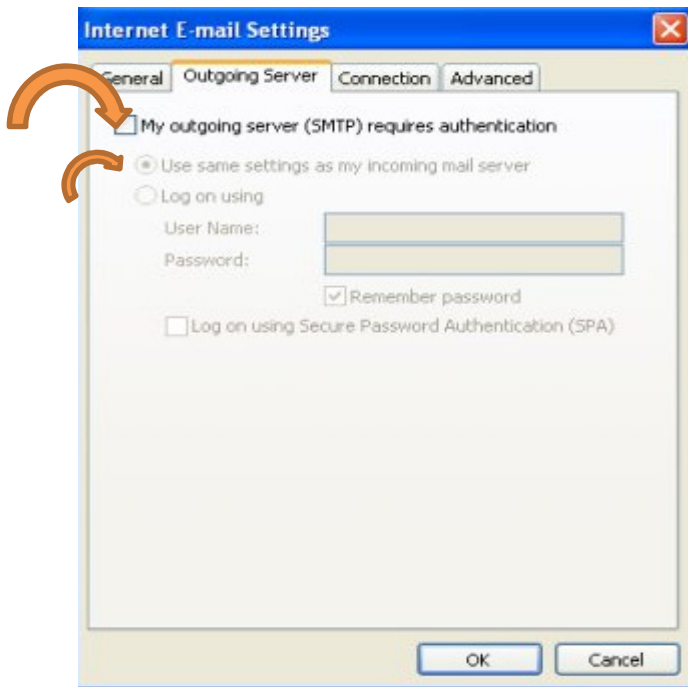 Internet E-mail Settings
General Outgoing Server Connection Advanced
My outgoing server (SMTP) requires authentication
Use same settings as my incoming mail server
Log on using
User Name:
Password:
Remember password
Log on using Secure Password Authentication (SPA)
OK Cancel